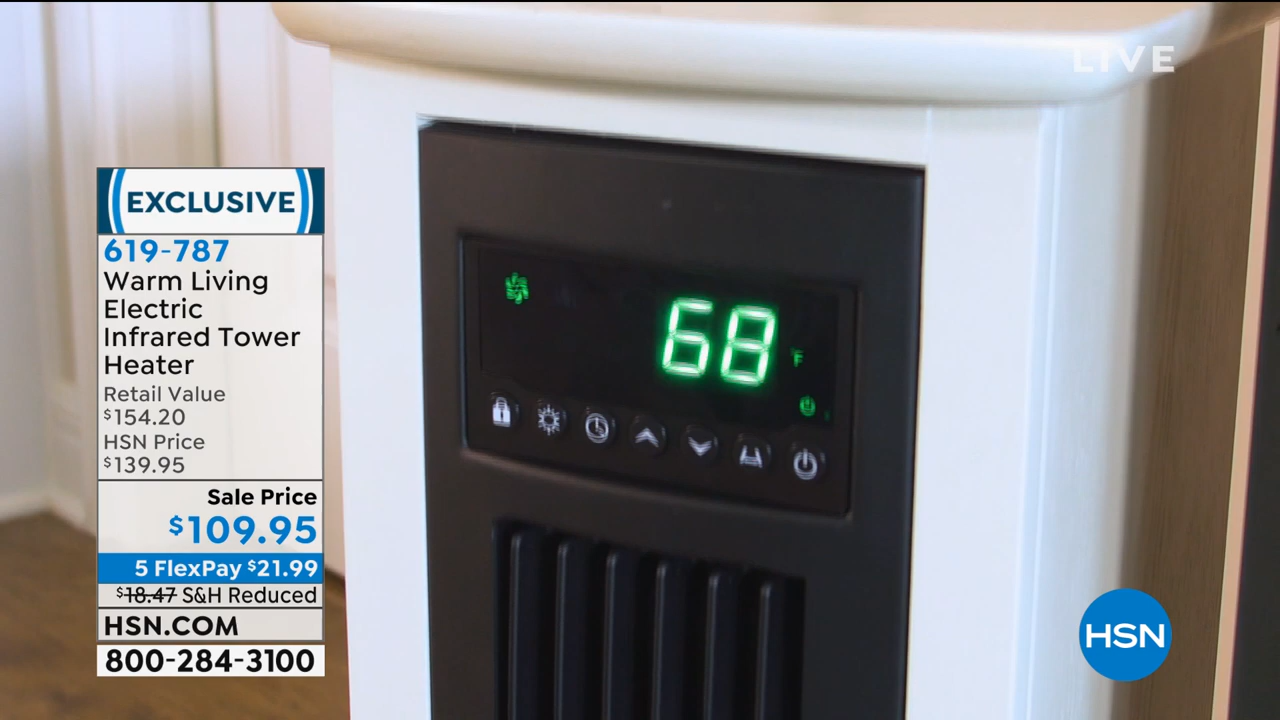 LIVE
EXCLUSIVE
619-787
Warm Living
Electric
Infrared Tower
Heater
Retail Value
$154.20
HSN Price
$139.95
Sale Price
$109.95
5 FlexPay $21.99
$18.47 S&H Reduced
HSN.COM
800-284-3100
68 °F
HSN